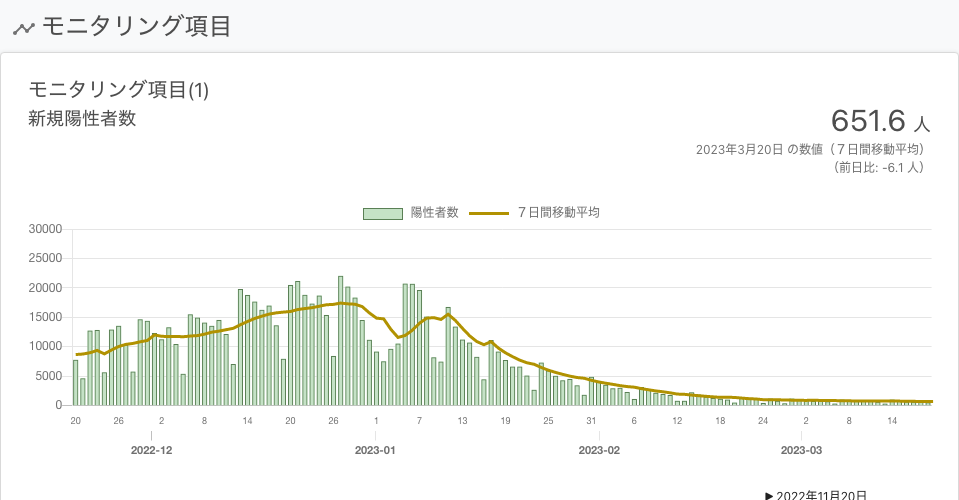 モニタリング項目
モニタリング項目(1)
新規陽性者数
651.6 人
2023年3月20日 の数値（７日間移動平均）
（前日比: -6.1 人）
陽性者数 ７日間移動平均
30000
25000
20000
15000
10000
5000
0
20 26 2 8 14 20 26 1 7 13 19 25 31 6 12 18 24 2 8 14
2022-12 2023-01 2023-02 2023-03
▶ 2022年11月20日